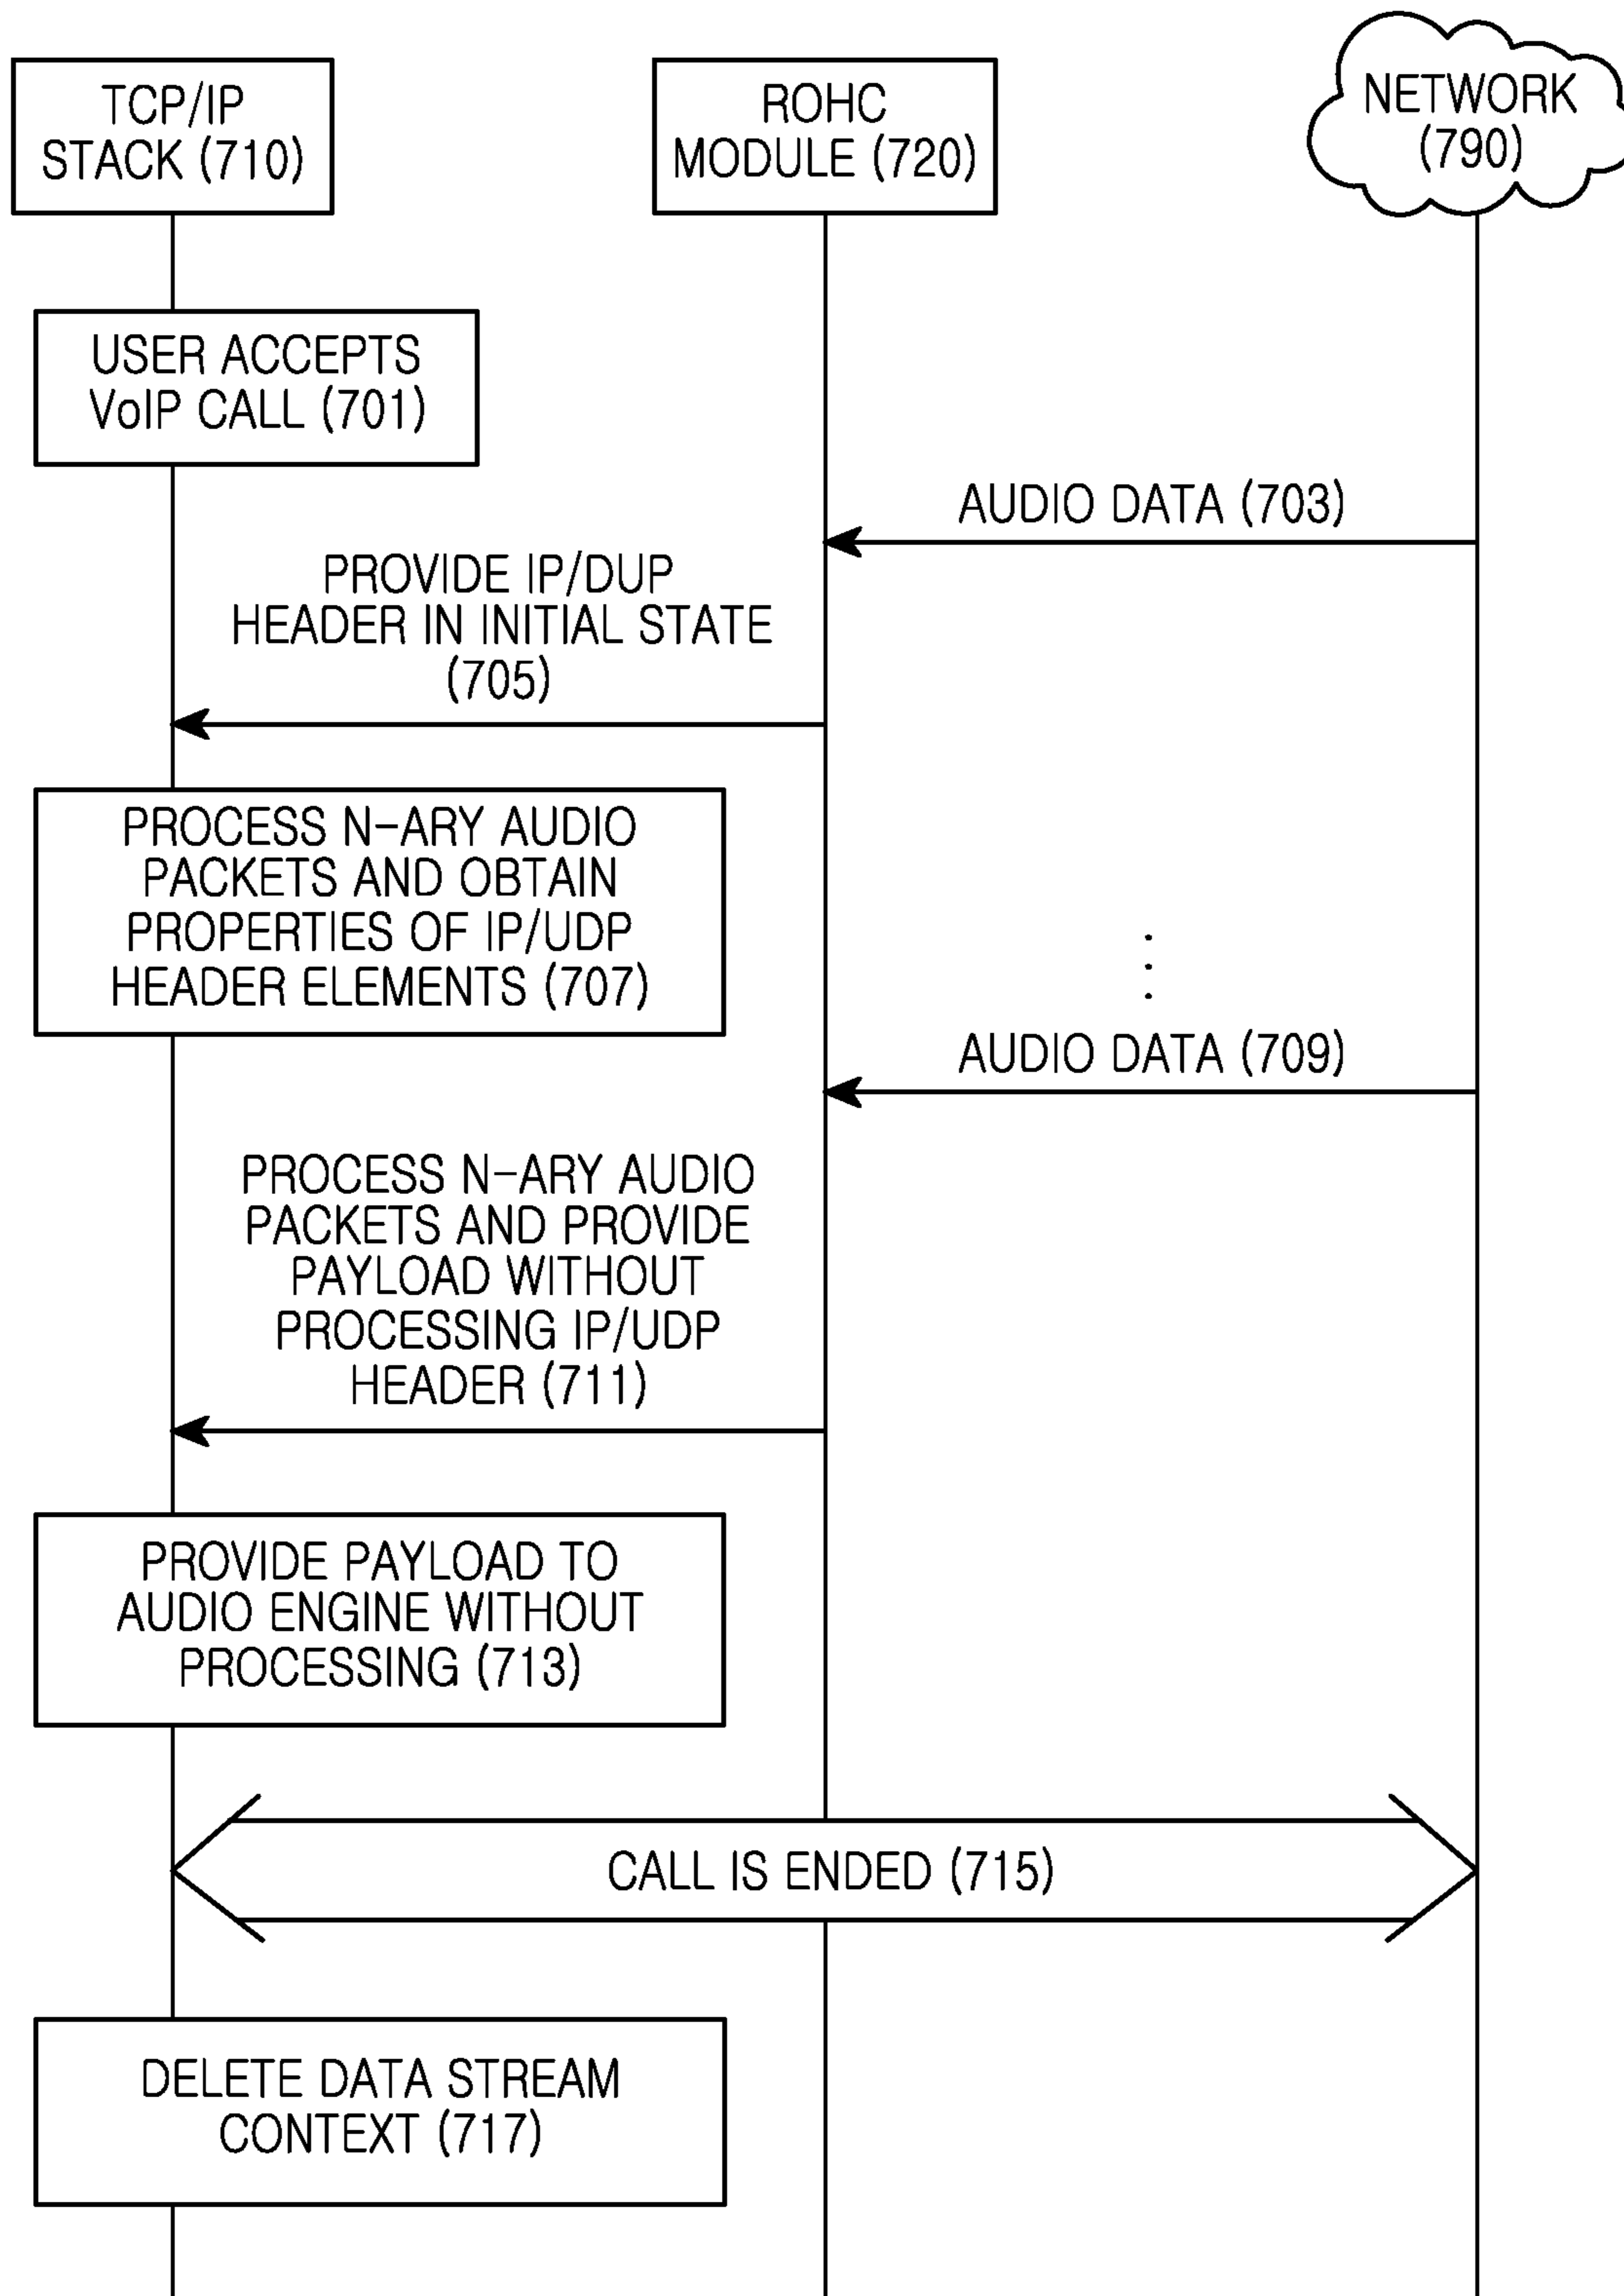 TCP/IP
STACK (710)
ROHC
MODULE (720)
NETWORK
(790)
USER ACCEPTS
VoIP CALL (701)
AUDIO DATA (703)
PROVIDE IP/DUP
HEADER IN INITIAL STATE
(705)
PROCESS N-ARY AUDIO
PACKETS AND OBTAIN
PROPERTIES OF IP/UDP
HEADER ELEMENTS (707)
AUDIO DATA (709)
PROCESS N-ARY AUDIO
PACKETS AND PROVIDE
PAYLOAD WITHOUT
PROCESSING IP/UDP
HEADER (711)
PROVIDE PAYLOAD TO
AUDIO ENGINE WITHOUT
PROCESSING (713)
CALL IS ENDED (715)
DELETE DATA STREAM
CONTEXT (717)